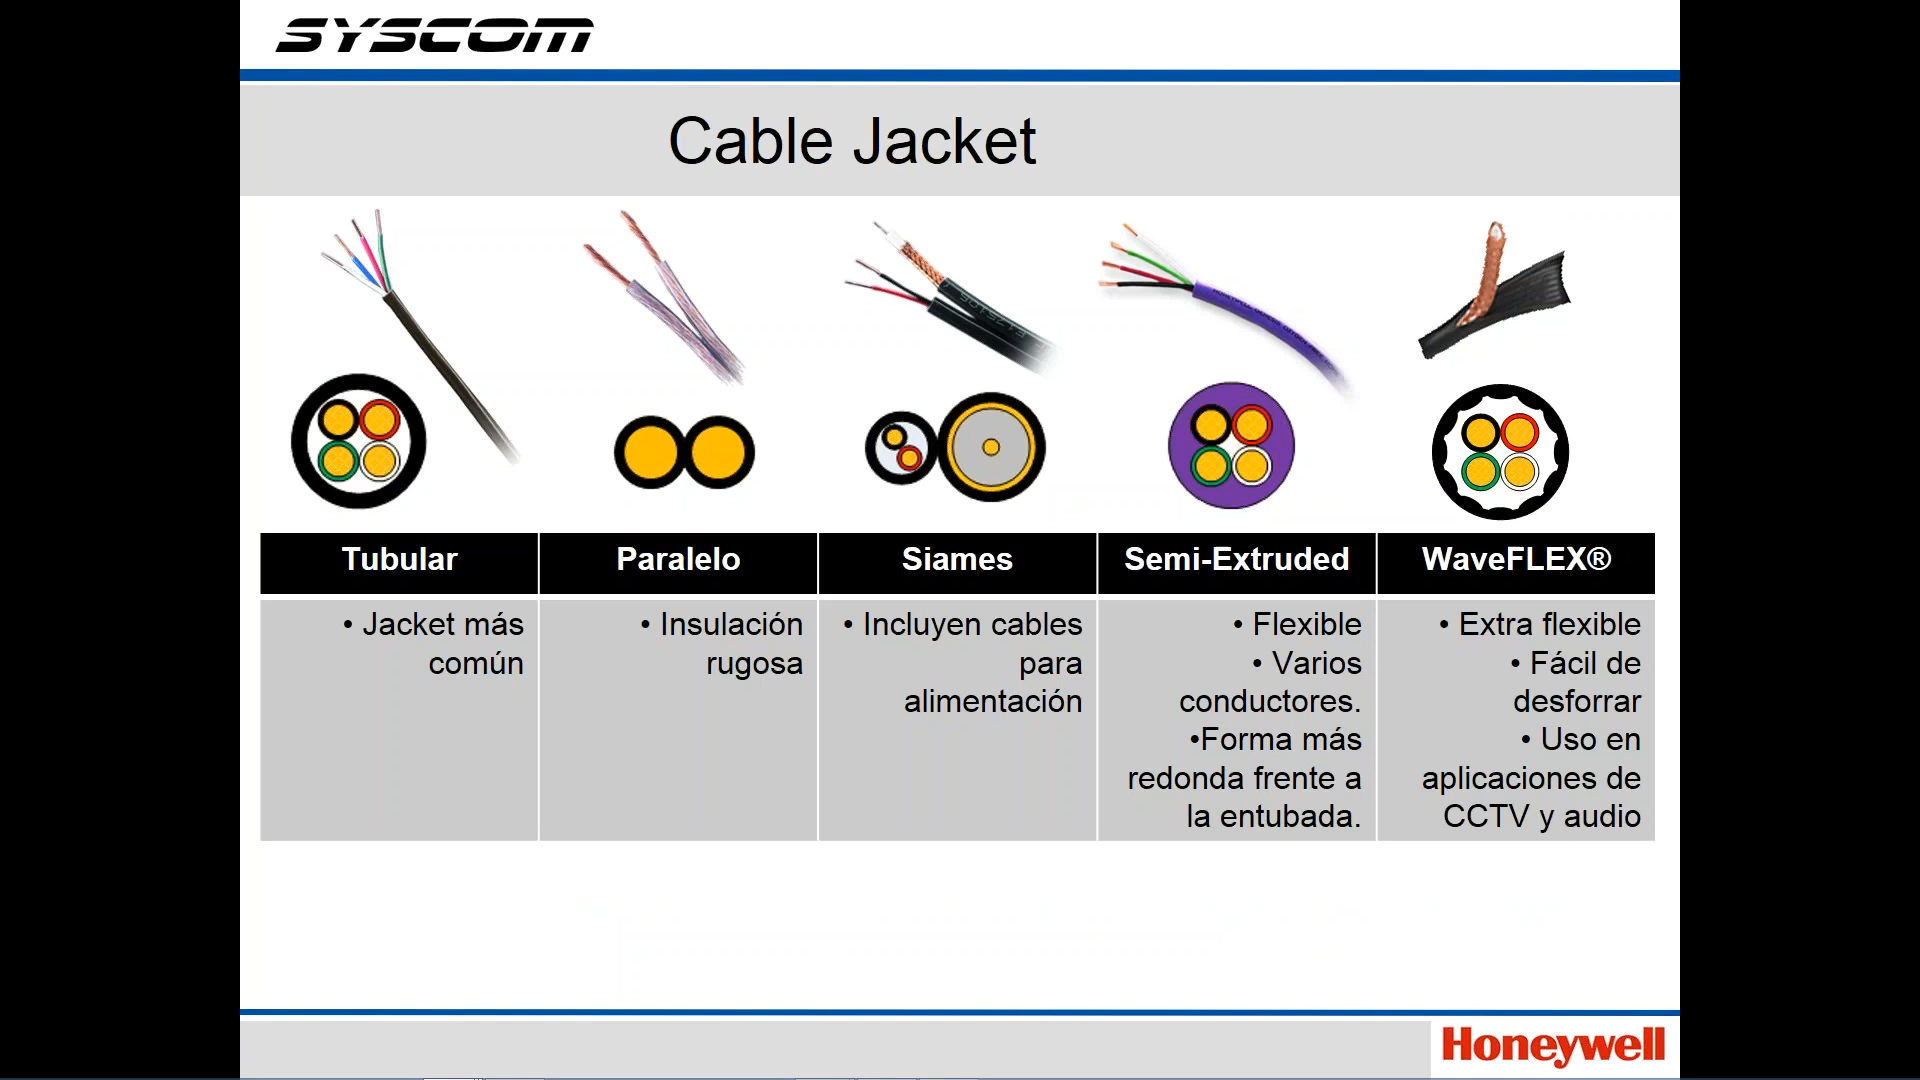 SYSCOM
Cable Jacket
Tubular
Paralelo
Siames
Semi-Extruded
WaveFLEX®
• Jacket más
común
• Insulación
rugosa
• Incluyen cables
para
alimentación
• Flexible
• Varios
conductores.
•Forma más
redonda frente a
la entubada.
• Extra flexible
• Fácil de
desforrar
• Uso en
aplicaciones de
CCTV y audio
Honeywell